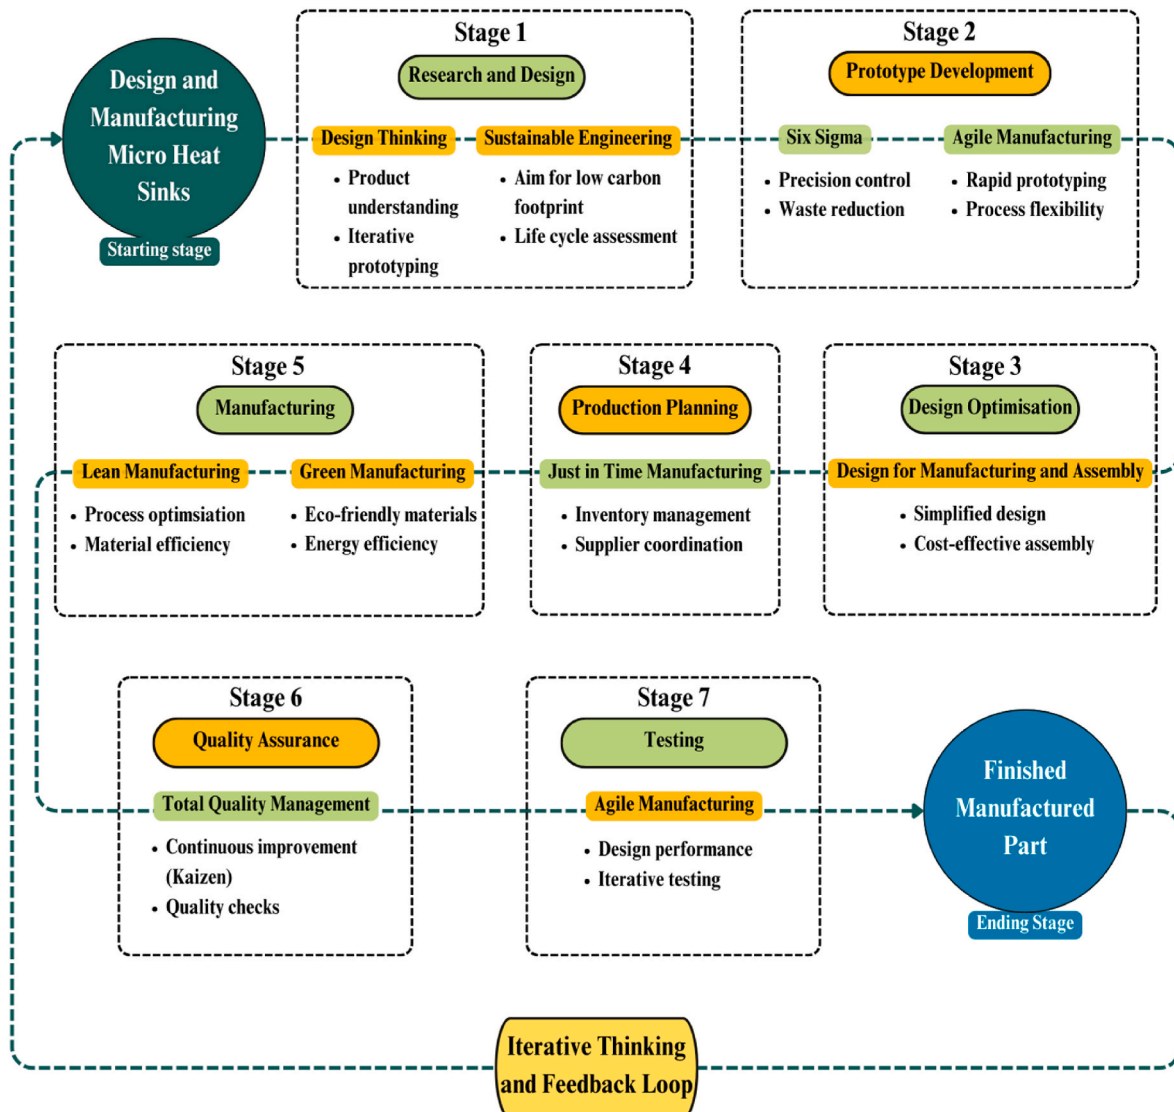 Design and
Manufacturing
Micro Heat
Sinks
Starting stage
Stage 1
Research and Design
Design Thinking
• Product
understanding
• Iterative
prototyping
Sustainable Engineering
• Aim for low carbon
footprint
• Life cycle assessment
Stage 2
Prototype Development
Six Sigma
• Precision control
• Waste reduction
Agile Manufacturing
• Rapid prototyping
• Process flexibility
Stage 3
Design Optimisation
Design for Manufacturing and Assembly
• Simplified design
• Cost-effective assembly
Stage 4
Production Planning
Just in Time Manufacturing
• Inventory management
• Supplier coordination
Stage 5
Manufacturing
Lean Manufacturing
• Process optimsiation
• Material efficiency
Green Manufacturing
• Eco-friendly materials
• Energy efficiency
Stage 6
Quality Assurance
Total Quality Management
• Continuous improvement
(Kaizen)
• Quality checks
Stage 7
Testing
Agile Manufacturing
• Design performance
• Iterative testing
Finished
Manufactured
Part
Ending Stage
Iterative Thinking
and Feedback Loop